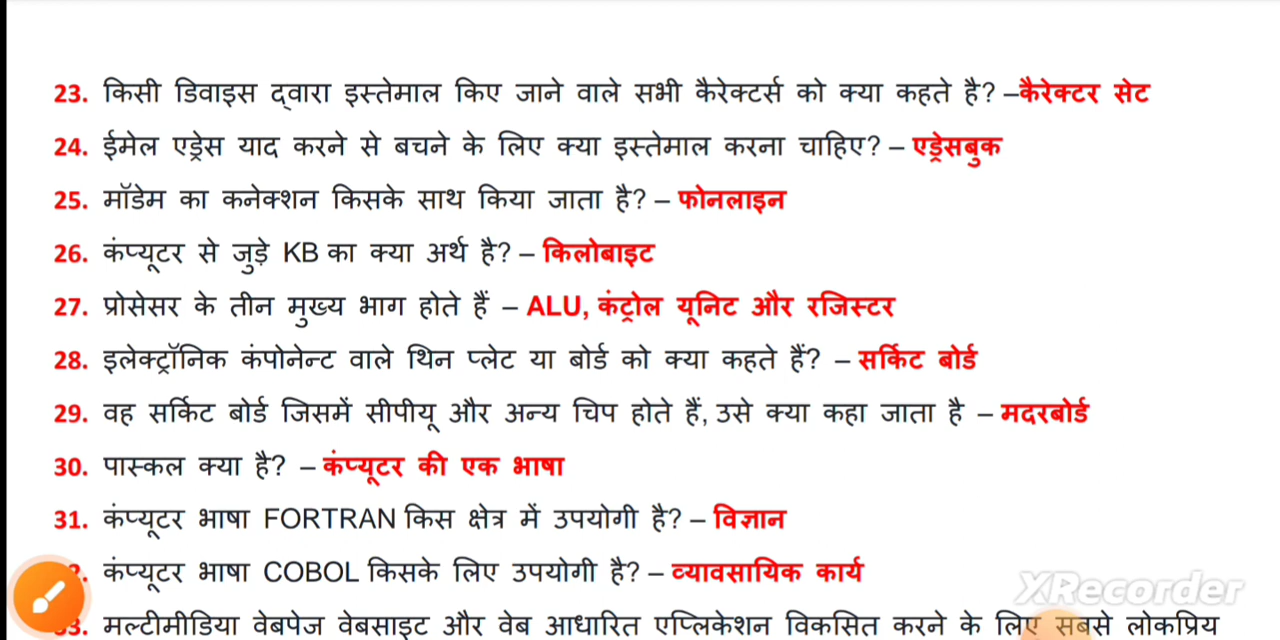 23. किसी डिवाइस द्वारा इस्तेमाल किए जाने वाले सभी कैरेक्टर्स को क्या कहते है? –कैरेक्टर सेट
24. ईमेल एड्रेस याद करने से बचने के लिए क्या इस्तेमाल करना चाहिए? – एड्रेसबुक
25. मॉडेम का कनेक्शन किसके साथ किया जाता है? – फोनलाइन
26. कंप्यूटर से जुड़े KB का क्या अर्थ है? – किलोबाइट
27. प्रोसेसर के तीन मुख्य भाग होते हैं – ALU, कंट्रोल यूनिट और रजिस्टर
28. इलेक्ट्रॉनिक कंपोनेन्ट वाले थिन प्लेट या बोर्ड को क्या कहते हैं? – सर्किट बोर्ड
29. वह सर्किट बोर्ड जिसमें सीपीयू और अन्य चिप होते हैं, उसे क्या कहा जाता है – मदरबोर्ड
30. पास्कल क्या है? – कंप्यूटर की एक भाषा
31. कंप्यूटर भाषा FORTRAN किस क्षेत्र में उपयोगी है? – विज्ञान
2. कंप्यूटर भाषा COBOL किसके लिए उपयोगी है? – व्यावसायिक कार्य
XRecorder
3. मल्टीमीडिया वेबपेज वेबसाइट और वेब आधारित एप्लिकेशन विकसित करने के लिए सबसे लोकप्रिय